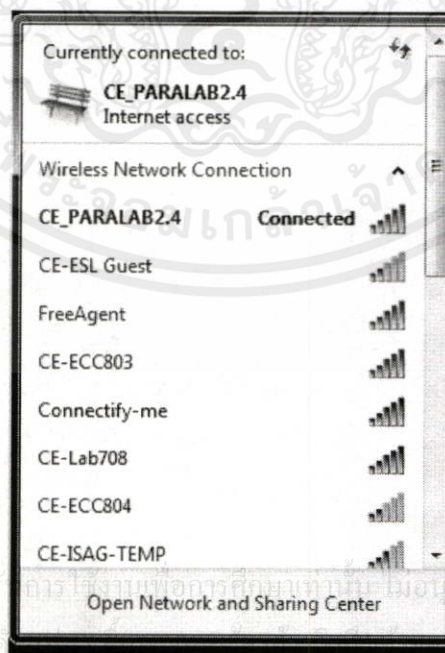 Currently connected to:
CE_PARALAB2.4
Internet access
Wireless Network Connection
CE_PARALAB2.4 Connected
CE-ESL Guest
FreeAgent
CE-ECC803
Connectify-me
CE-Lab708
CE-ECC804
CE-ISAG-TEMP
Open Network and Sharing Center